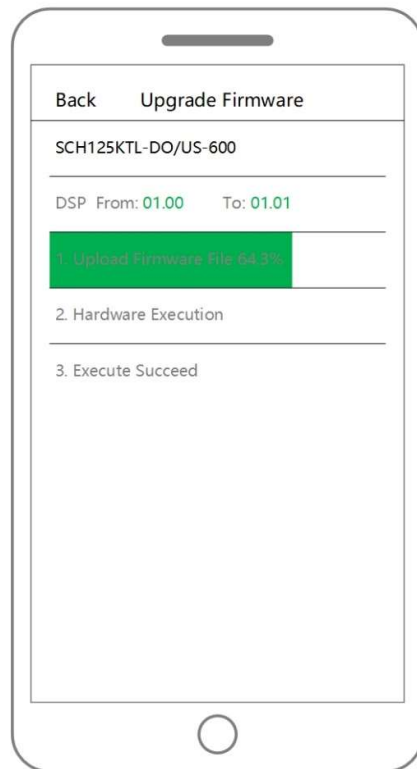 Back Upgrade Firmware
SCH125KTL-DO/US-600
DSP From: 01.00 To: 01.01
1. Upload Firmware File 64.3%
2. Hardware Execution
3. Execute Succeed